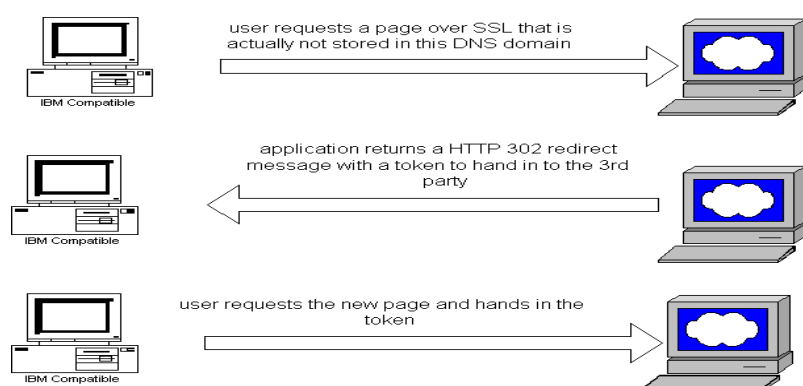 user requests a page over SSL that is
actually not stored in this DNS domain
IBM Compatible
application returns a HTTP 302 redirect
message with a token to hand in to the 3rd
party
IBM Compatible
user requests the new page and hands in the
token
IBM Compatible